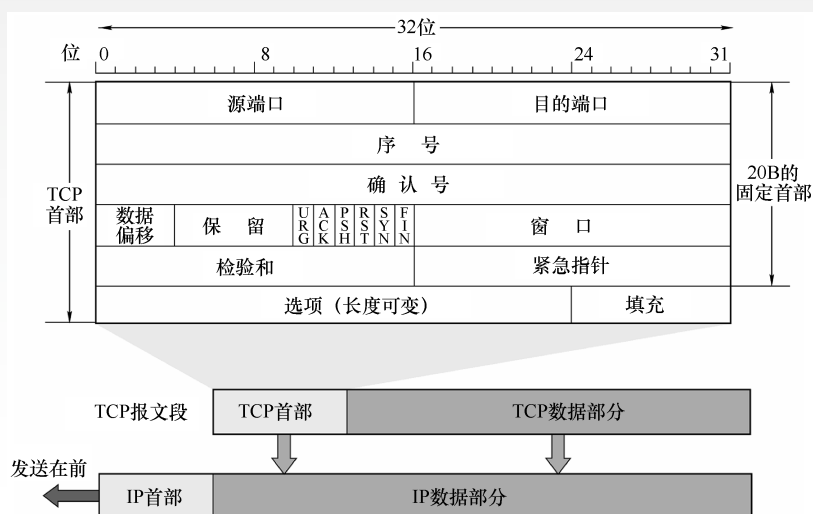 32位
位 0 8 16 24 31
源端口 目的端口
序 号
确 认 号
数据偏移 保 留 URG ACK PSH RST SYN FIN 窗 口
检验和 紧急指针
选项（长度可变） 填充
TCP首部
20B的
固定首部
TCP报文段 TCP首部 TCP数据部分
发送在前
IP首部 IP数据部分